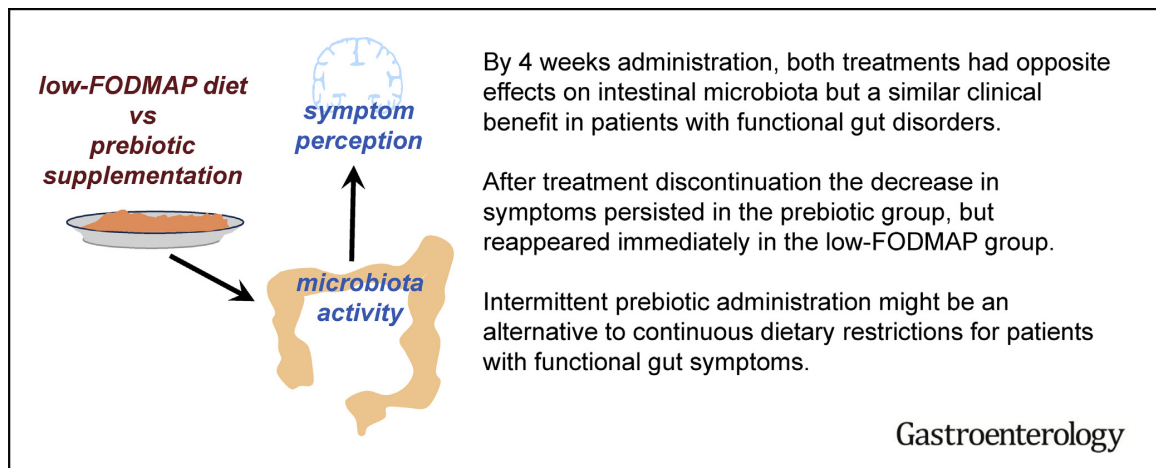 low-FODMAP diet
vs
prebiotic
supplementation
symptom
perception
microbiota
activity
By 4 weeks administration, both treatments had opposite
effects on intestinal microbiota but a similar clinical
benefit in patients with functional gut disorders.
After treatment discontinuation the decrease in
symptoms persisted in the prebiotic group, but
reappeared immediately in the low-FODMAP group.
Intermittent prebiotic administration might be an
alternative to continuous dietary restrictions for patients
with functional gut symptoms.
Gastroenterology